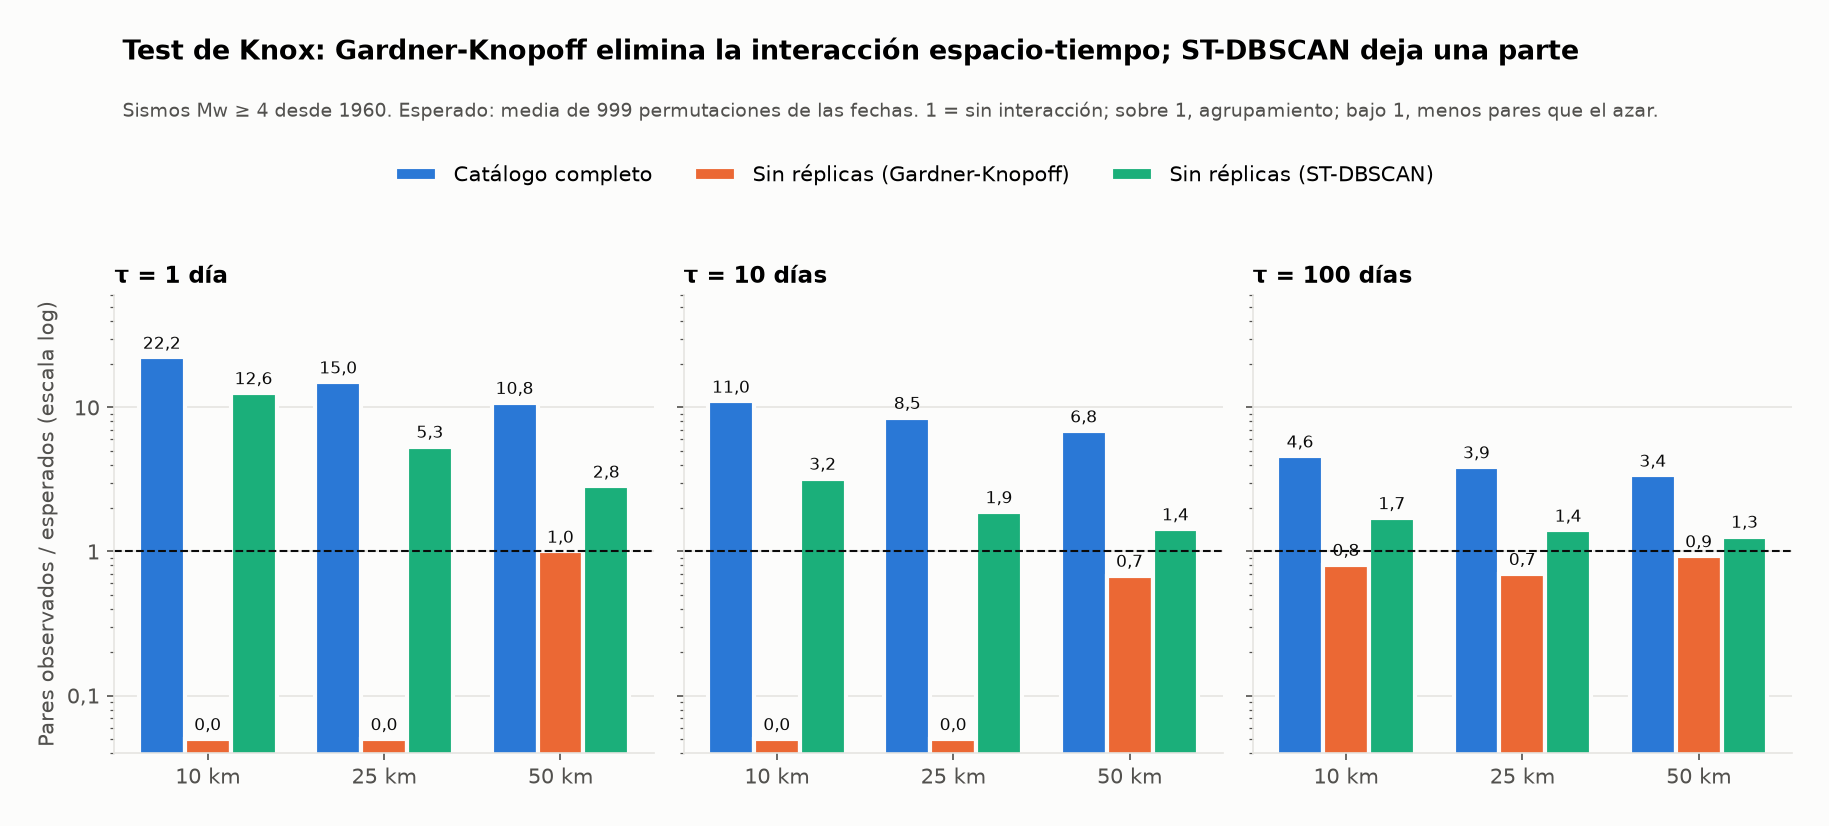 Test de Knox: Gardner-Knopoff elimina la interacción espacio-tiempo; ST-DBSCAN deja una parte
Sismos Mw ≥ 4 desde 1960. Esperado: media de 999 permutaciones de las fechas. 1 = sin interacción; sobre 1, agrupamiento; bajo 1, menos pares que el azar.
Catálogo completo
Sin réplicas (Gardner-Knopoff)
Sin réplicas (ST-DBSCAN)
Pares observados / esperados (escala log)
10
1
0,1
τ = 1 día
22,2
0,0
12,6
15,0
0,0
5,3
10,8
1,0
2,8
10 km
25 km
50 km
τ = 10 días
11,0
0,0
3,2
8,5
0,0
1,9
6,8
0,7
1,4
10 km
25 km
50 km
τ = 100 días
4,6
0,8
1,7
3,9
0,7
1,4
3,4
0,9
1,3
10 km
25 km
50 km